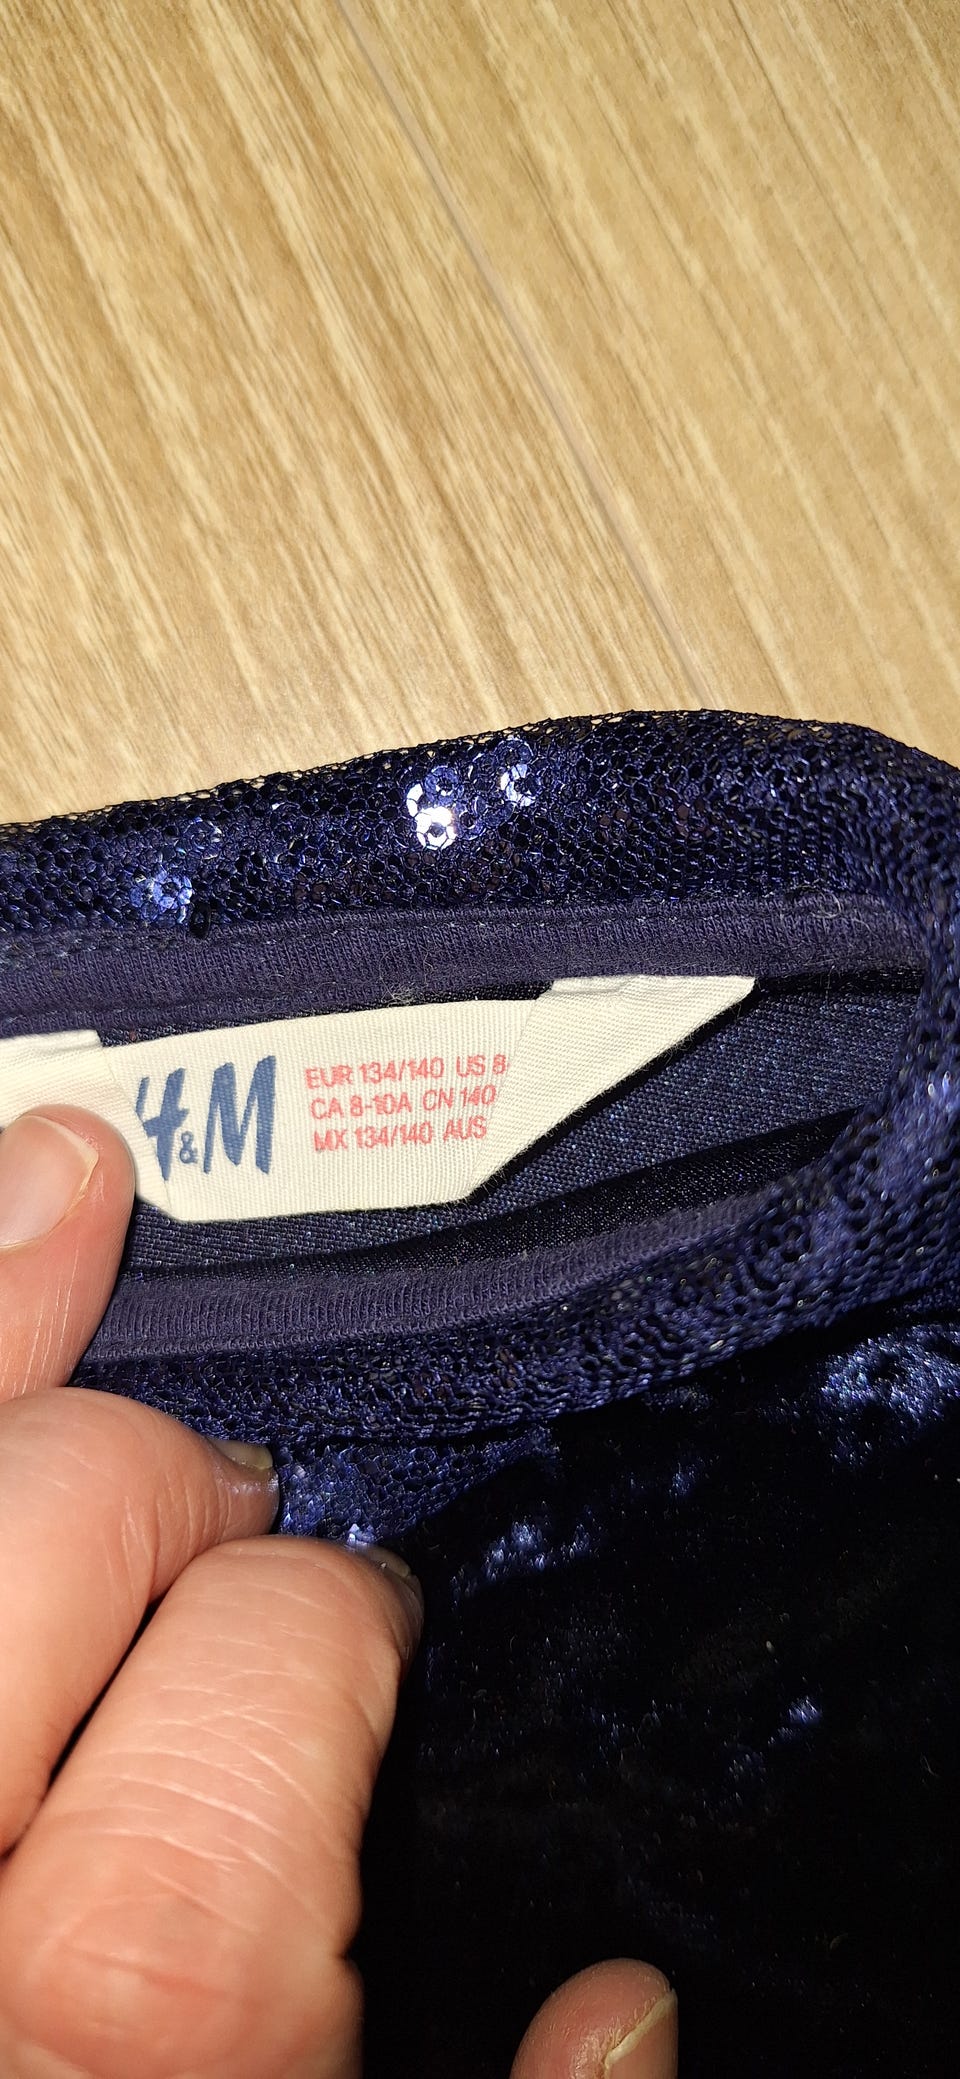 H&M
EUR 134/140 US 8
CA 8-10A CN 140
MX 134/140 AUS